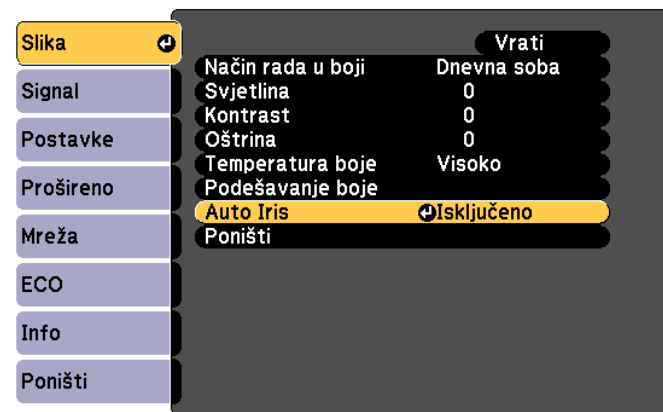 Slika
Signal
Postavke
Prošireno
Mreža
ECO
Info
Poništi
Vrati
Način rada u boji Dnevna soba
Svjetlina 0
Kontrast 0
Oštrina 0
Temperatura boje Visoko
Podešavanje boje
Auto Iris Isključeno
Poništi